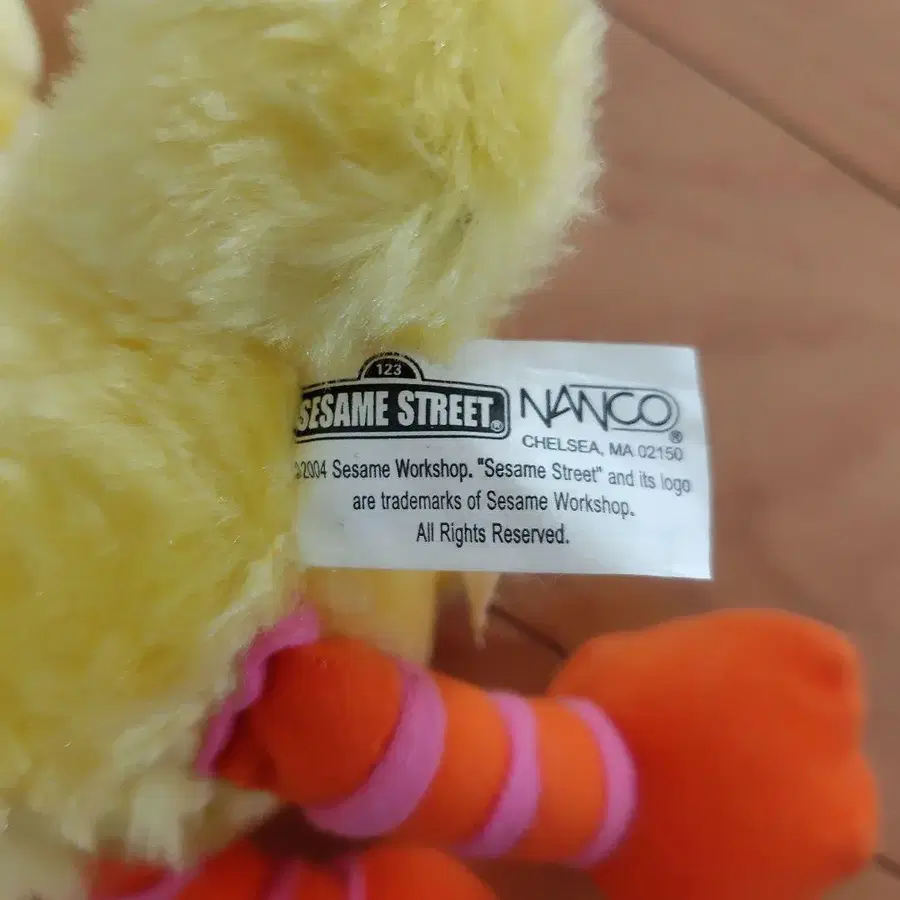 123
SESAME STREET® NANCO®
CHELSEA, MA 02150
©2004 Sesame Workshop. "Sesame Street" and its logo
are trademarks of Sesame Workshop.
All Rights Reserved.